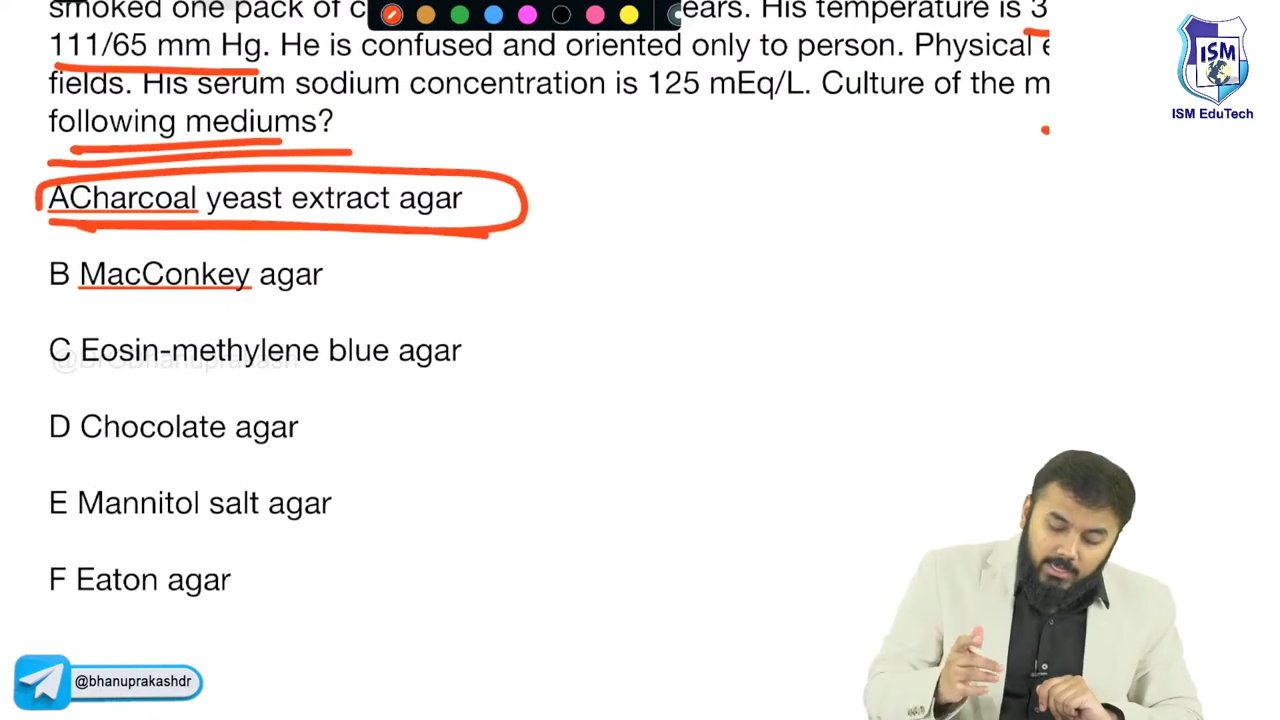 smoked one pack of c ears. His temperature is 3
111/65 mm Hg. He is confused and oriented only to person. Physical e
fields. His serum sodium concentration is 125 mEq/L. Culture of the m
following mediums?
ACharcoal yeast extract agar
B MacConkey agar
C Eosin-methylene blue agar
D Chocolate agar
E Mannitol salt agar
F Eaton agar
ISM
ISM EduTech
@bhanuprakashdr